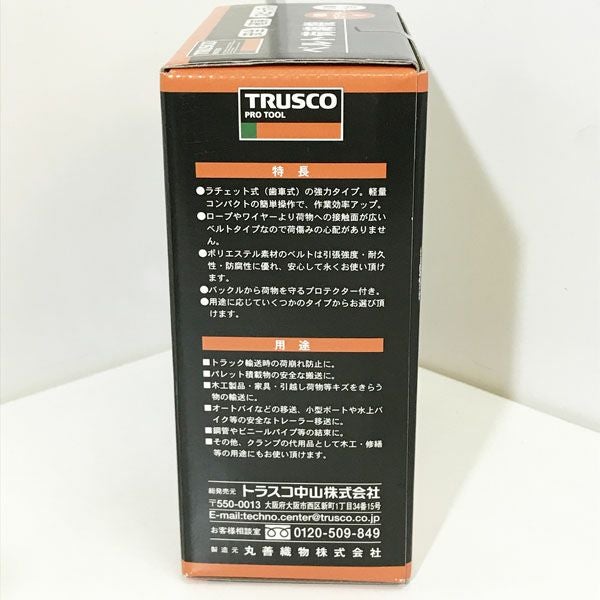 TRUSCO
PRO TOOL
特長
●ラチェット式（歯車式）の強力タイプ。軽量
コンパクトの簡単操作で、作業効率アップ。
●ロープやワイヤーより荷物への接触面が広い
ベルトタイプなので荷傷みの心配がありませ
ん。
●ポリエステル素材のベルトは引張強度・耐久
性・防腐性に優れ、安心して永くお使い頂け
ます。
●バックルから荷物を守るプロテクター付き。
●用途に応じていくつかのタイプからお選び頂
けます。
用途
■トラック輸送時の荷崩れ防止に。
■パレット積載物の安全な搬送に。
■木工製品・家具・引越し荷物等キズをきらう
物の輸送に。
■オートバイなどの移送、小型ボートや水上バ
イク等の安全なトレーラー移送に。
■鋼管やビニールパイプ等の結束に。
■その他、クランプの代用品として木工・修繕
等の用途にもお使い頂けます。
総発売元 トラスコ中山株式会社
〒550-0013 大阪府大阪市西区新町1丁目34番15号
E-mail:techno.center@trusco.co.jp
お客様相談室 0120-509-849
製造元 丸善織物株式会社